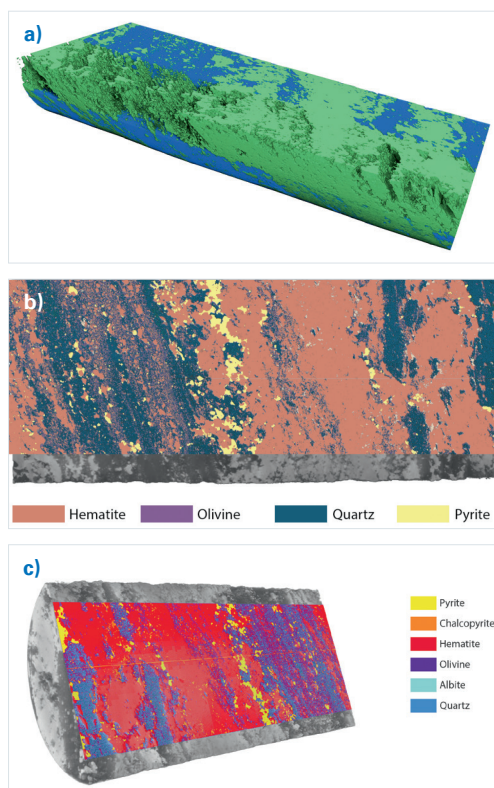 a)
b)
Hematite Olivine Quartz Pyrite
c)
Pyrite
Chalcopyrite
Hematite
Olivine
Albite
Quartz